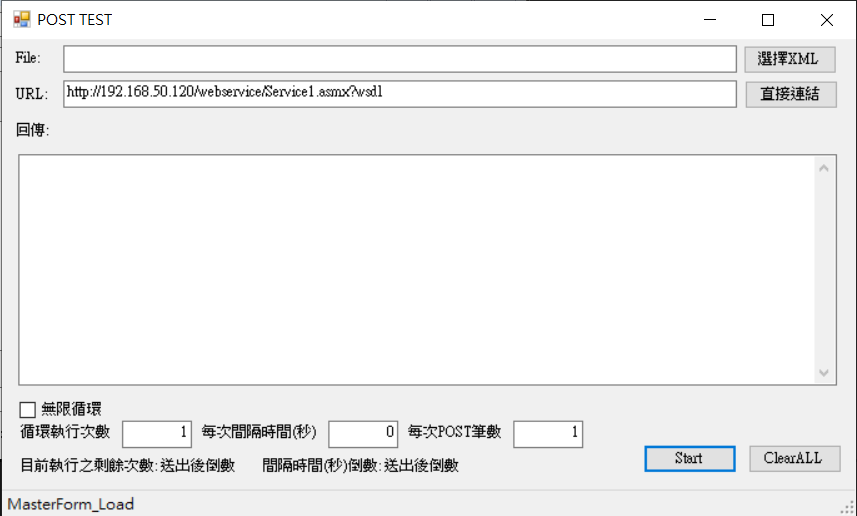 POST TEST
File: 選擇XML
URL: http://192.168.50.120/webservice/Service1.asmx?wsdl 直接連結
回傳:
無限循環
循環執行次數 1 每次間隔時間(秒) 0 每次POST筆數 1
目前執行之剩餘次數:送出後倒數 間隔時間(秒)倒數:送出後倒數 Start ClearALL
MasterForm_Load